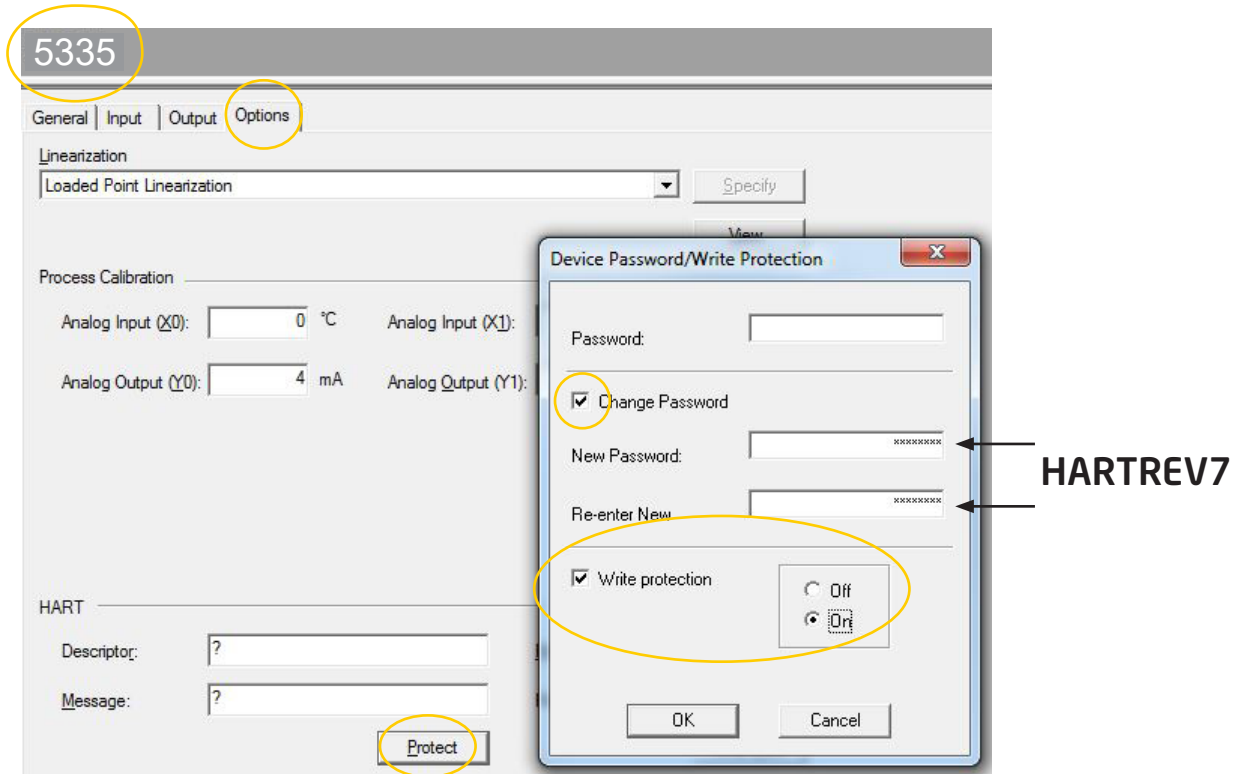 5335
General Input Output Options
Linearization
Loaded Point Linearization Specify
View
Process Calibration
Analog Input (X0): 0 °C Analog Input (X1):
Analog Output (Y0): 4 mA Analog Output (Y1):
HART
Descriptor: ?
Message: ?
Protect
Device Password/Write Protection
Password:
Change Password
New Password: ********
Re-enter New ********
Write protection
Off
On
OK Cancel
HARTREV7